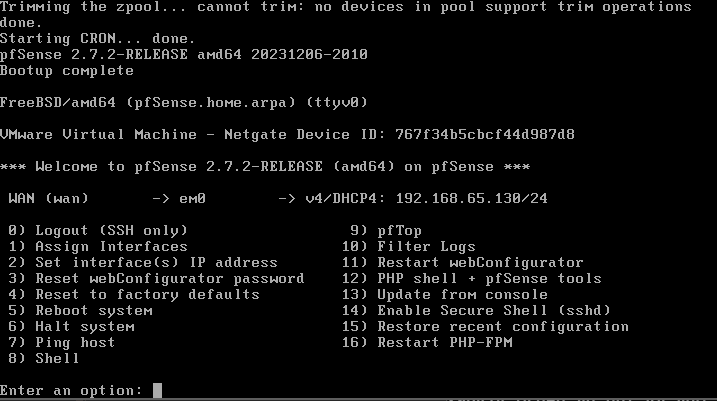 Trimming the zpool... cannot trim: no devices in pool support trim operations
done.
Starting CRON... done.
pfSense 2.7.2-RELEASE amd64 20231206-2010
Bootup complete
FreeBSD/amd64 (pfSense.home.arpa) (ttyv0)
VMware Virtual Machine - Netgate Device ID: 767f34b5cbcf44d987d8
*** Welcome to pfSense 2.7.2-RELEASE (amd64) on pfSense ***
WAN (wan) -> em0 -> v4/DHCP4: 192.168.65.130/24
0) Logout (SSH only) 9) pfTop
1) Assign Interfaces 10) Filter Logs
2) Set interface(s) IP address 11) Restart webConfigurator
3) Reset webConfigurator password 12) PHP shell + pfSense tools
4) Reset to factory defaults 13) Update from console
5) Reboot system 14) Enable Secure Shell (sshd)
6) Halt system 15) Restore recent configuration
7) Ping host 16) Restart PHP-FPM
8) Shell
Enter an option: